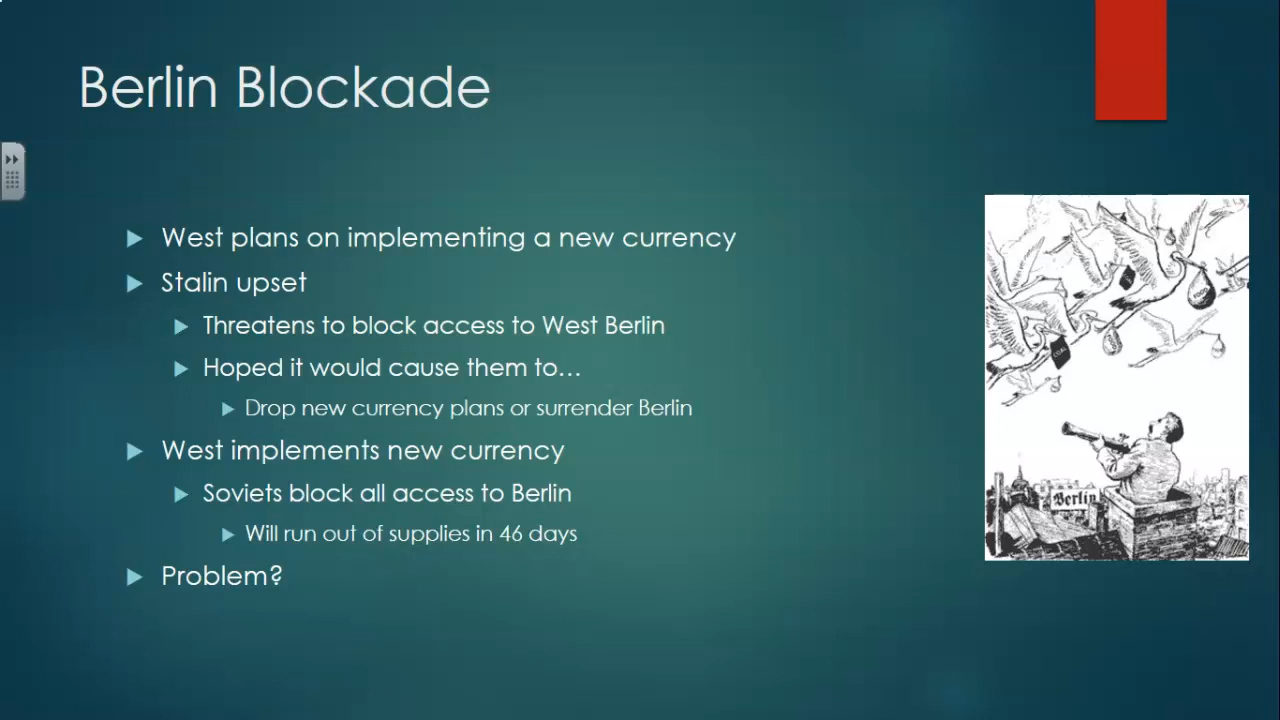 Berlin Blockade
West plans on implementing a new currency
Stalin upset
Threatens to block access to West Berlin
Hoped it would cause them to…
Drop new currency plans or surrender Berlin
West implements new currency
Soviets block all access to Berlin
Will run out of supplies in 46 days
Problem?
FOOD
COAL
Berlin